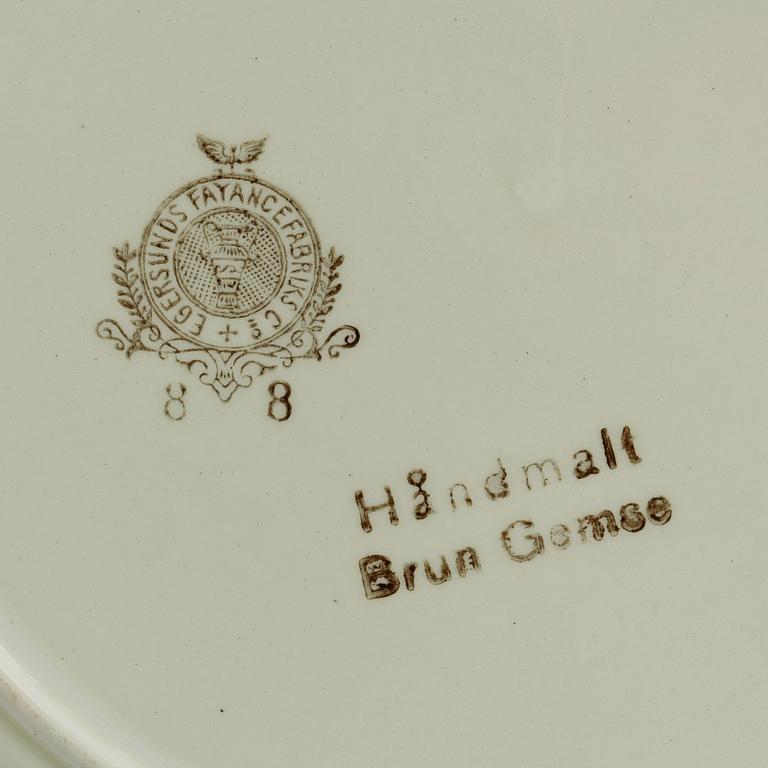 EGERSUNDS FAYANCEFABRIKS Co
8 8
Håndmalt
Brun Gemse